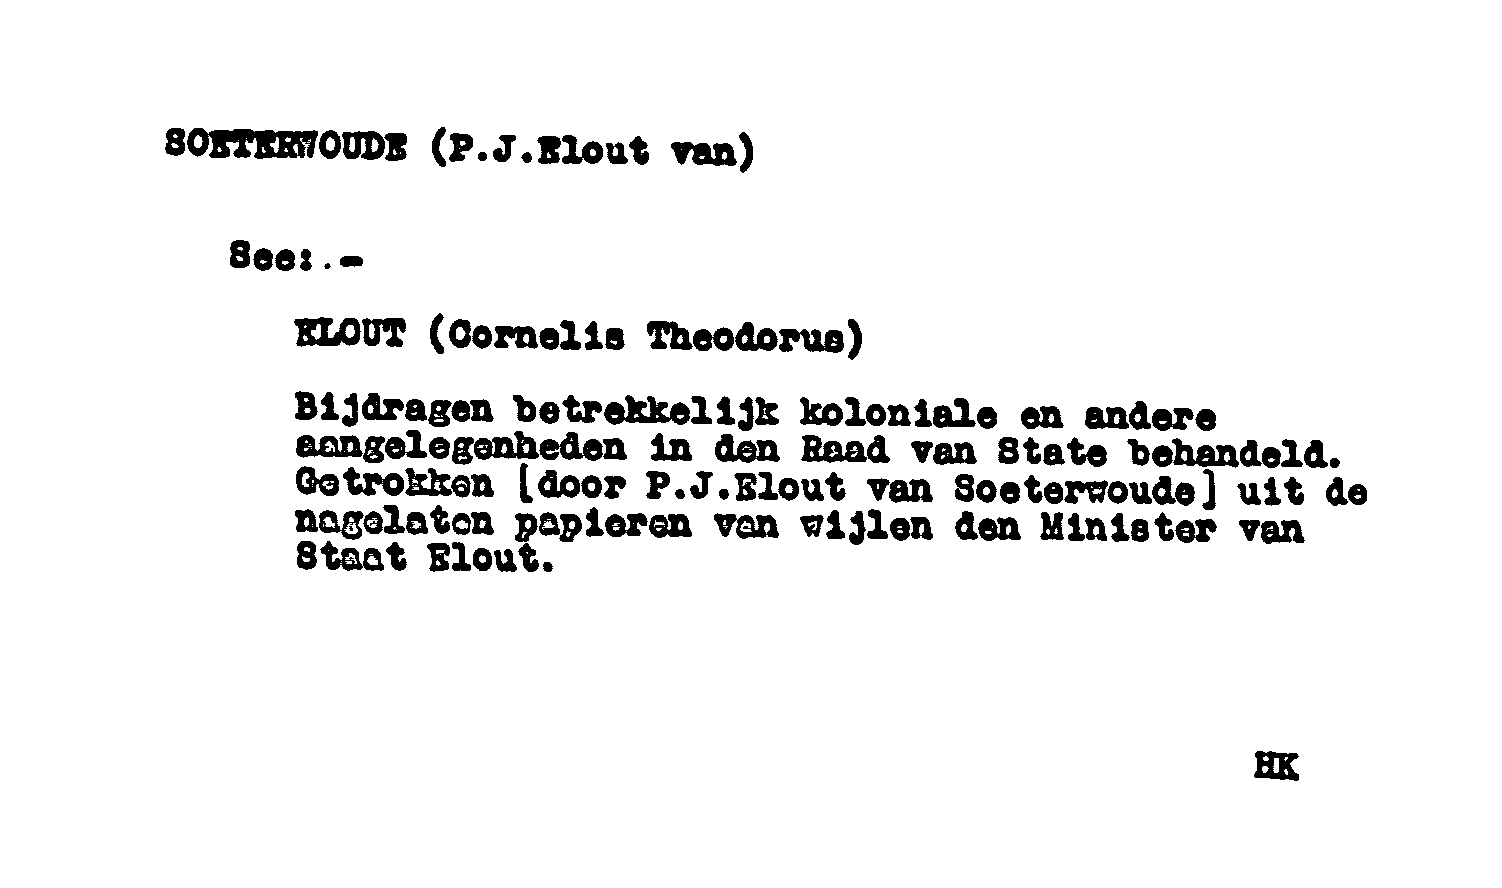 SOETERWOUDE (P.J.Elout van)
See:.-
ELOUT (Cornelis Theodorus)
Bijdragen betrekkelijk koloniale en andere
aangelegenheden in den Raad van State behandeld.
Getrokken [door P.J.Elout van Soeterwoude] uit de
nagelaten papieren van wijlen den Minister van
Staat Elout.
HK